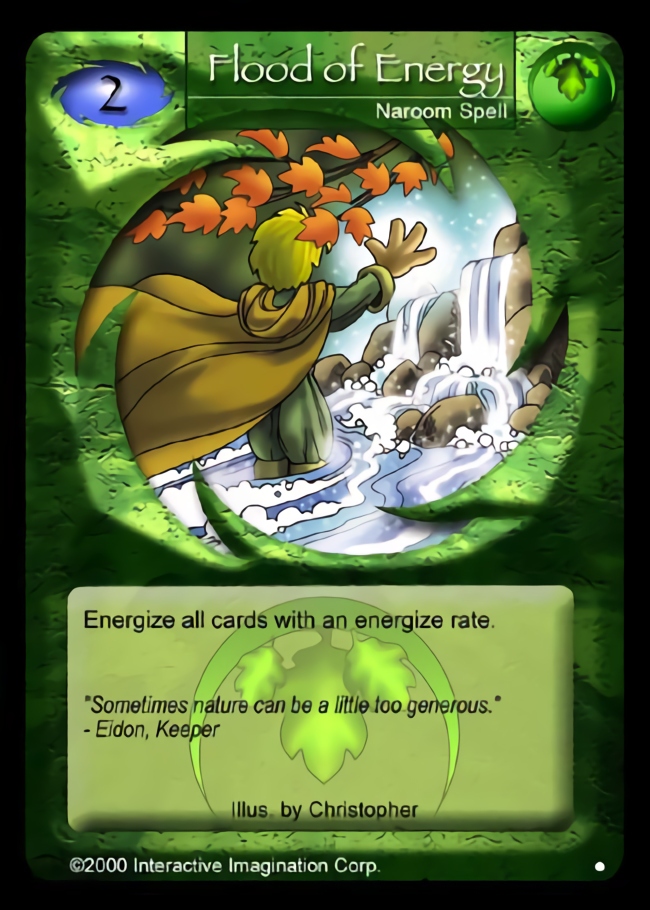 2
Flood of Energy
Naroom Spell
Energize all cards with an energize rate.
"Sometimes nature can be a little too generous."
- Eidon, Keeper
Illus. by Christopher
©2000 Interactive Imagination Corp.